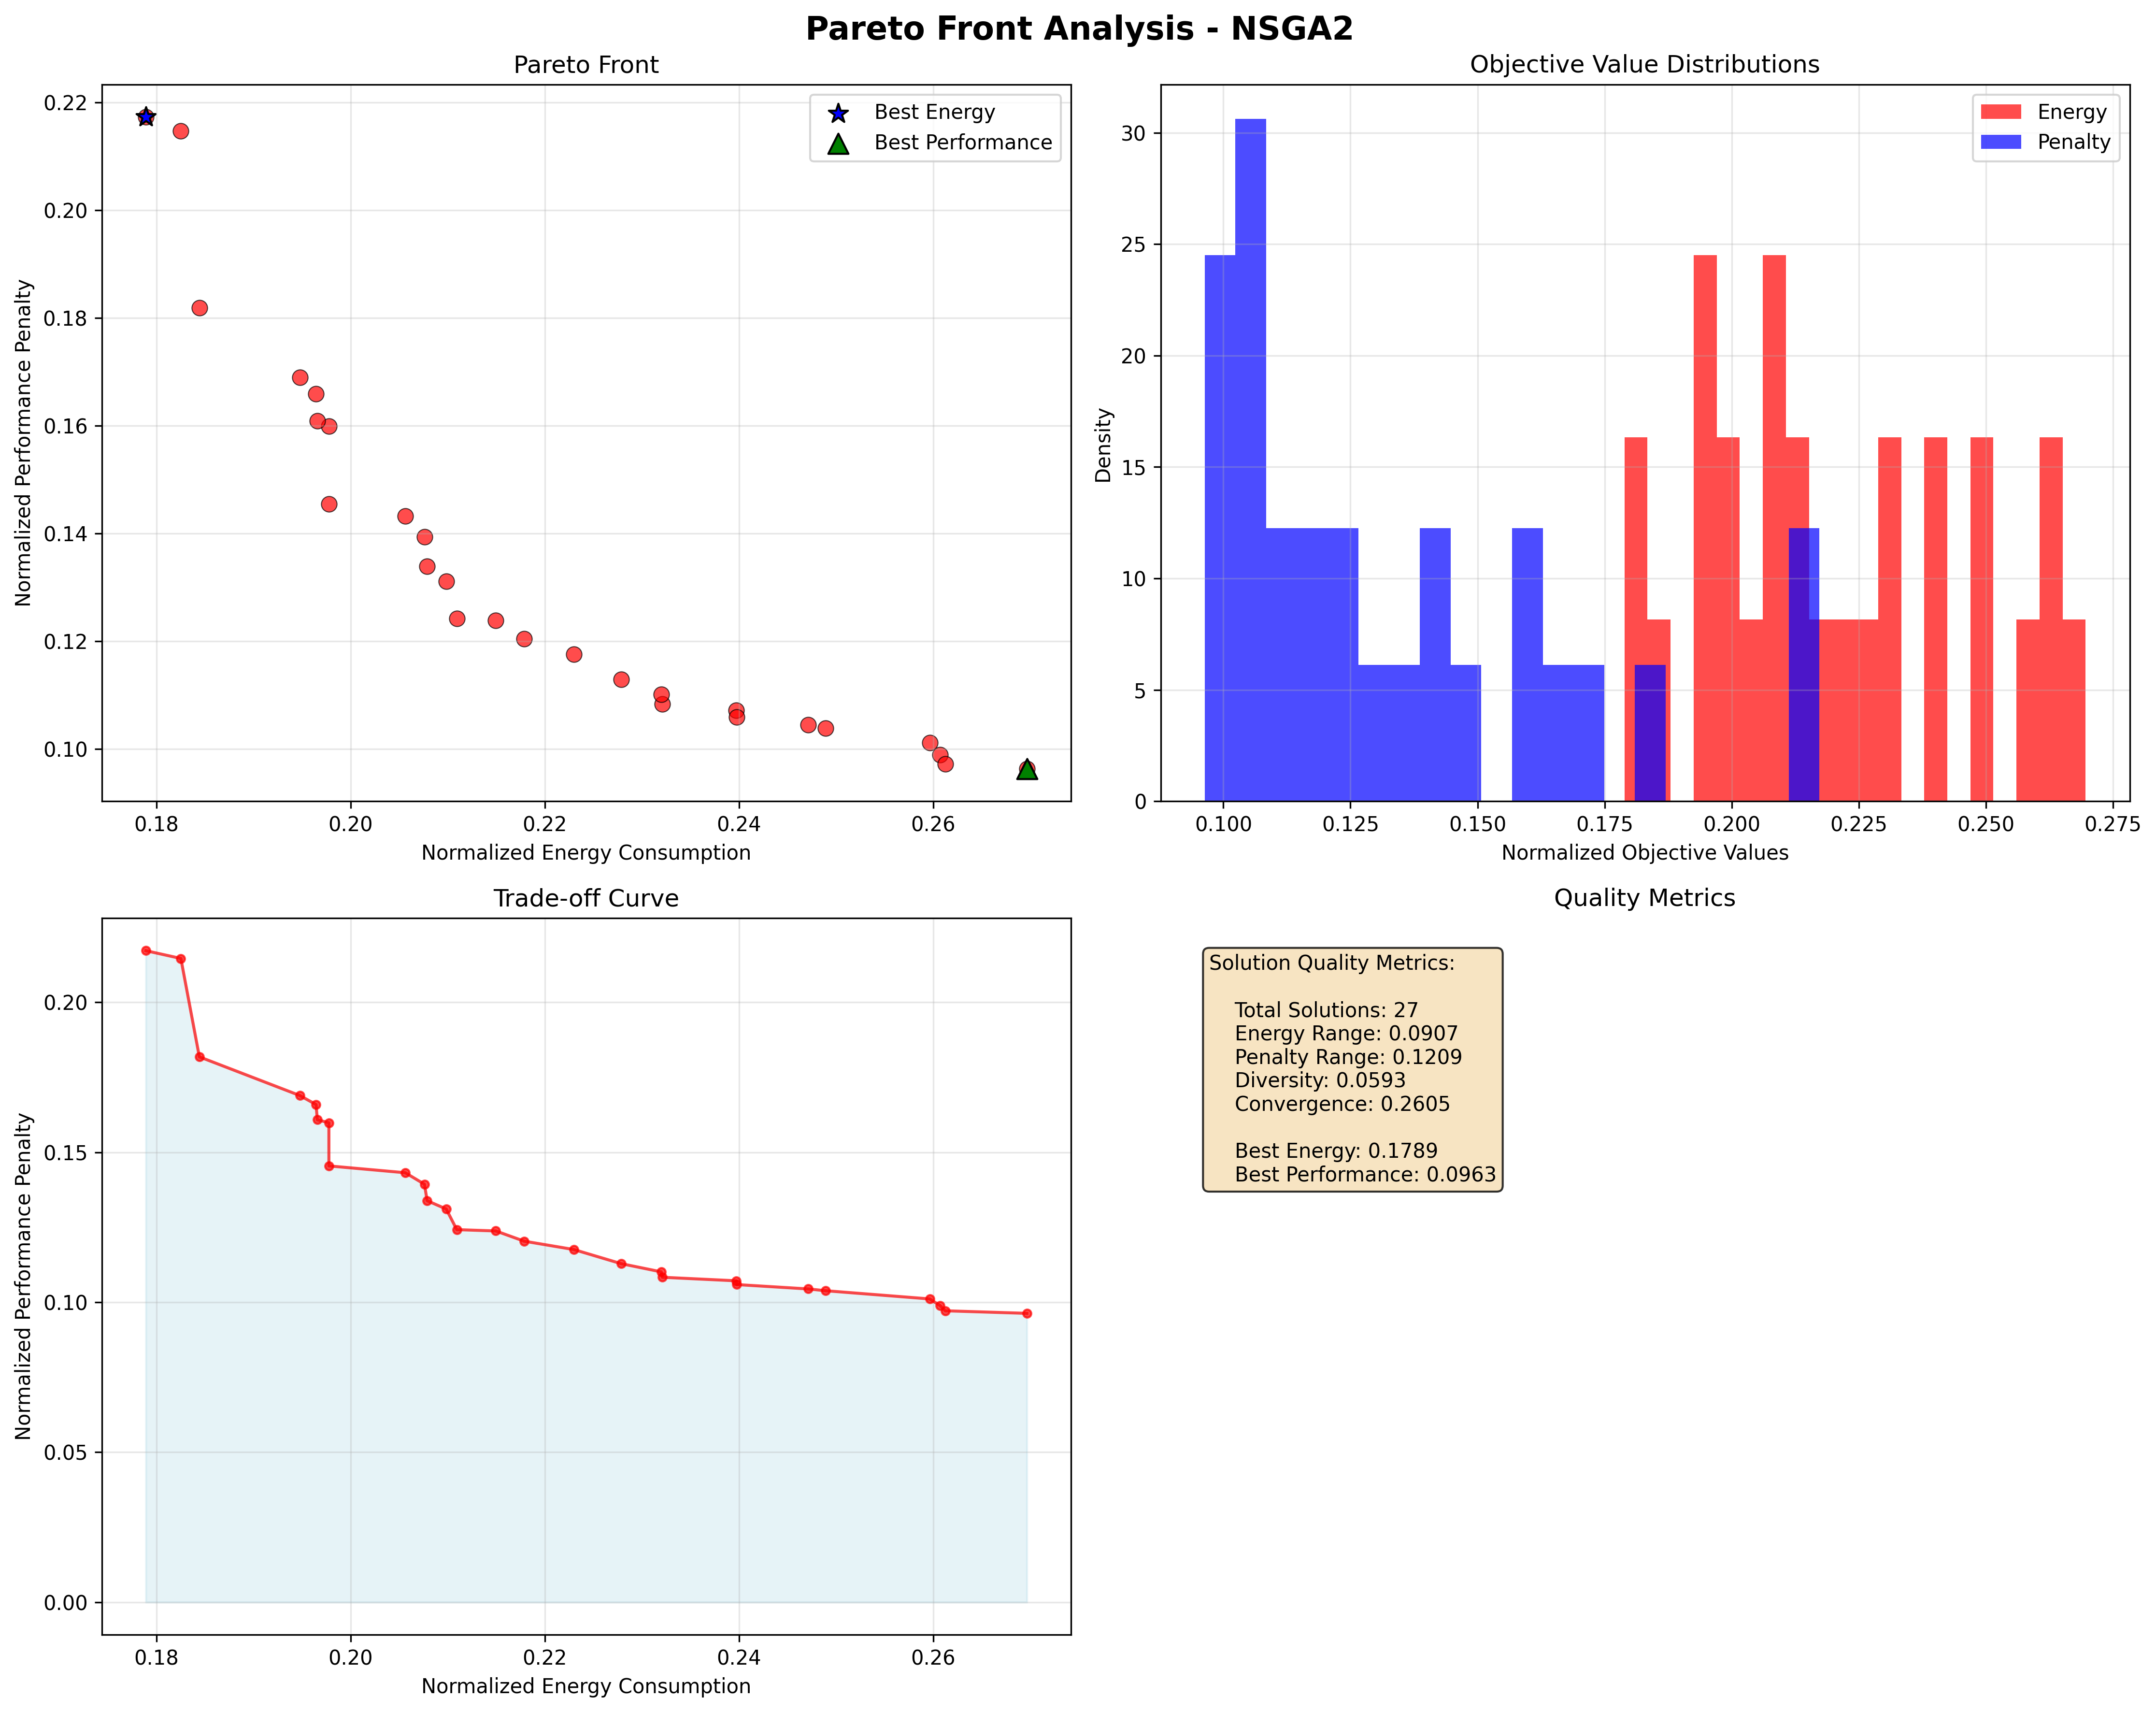 Pareto Front Analysis - NSGA2
Pareto Front
Normalized Performance Penalty
0.22
0.20
0.18
0.16
0.14
0.12
0.10
Best Energy
Best Performance
0.18 0.20 0.22 0.24 0.26
Normalized Energy Consumption
Objective Value Distributions
Density
30
25
20
15
10
5
0
Energy
Penalty
0.100 0.125 0.150 0.175 0.200 0.225 0.250 0.275
Normalized Objective Values
Trade-off Curve
Normalized Performance Penalty
0.20
0.15
0.10
0.05
0.00
0.18 0.20 0.22 0.24 0.26
Normalized Energy Consumption
Quality Metrics
Solution Quality Metrics:
Total Solutions: 27
Energy Range: 0.0907
Penalty Range: 0.1209
Diversity: 0.0593
Convergence: 0.2605
Best Energy: 0.1789
Best Performance: 0.0963